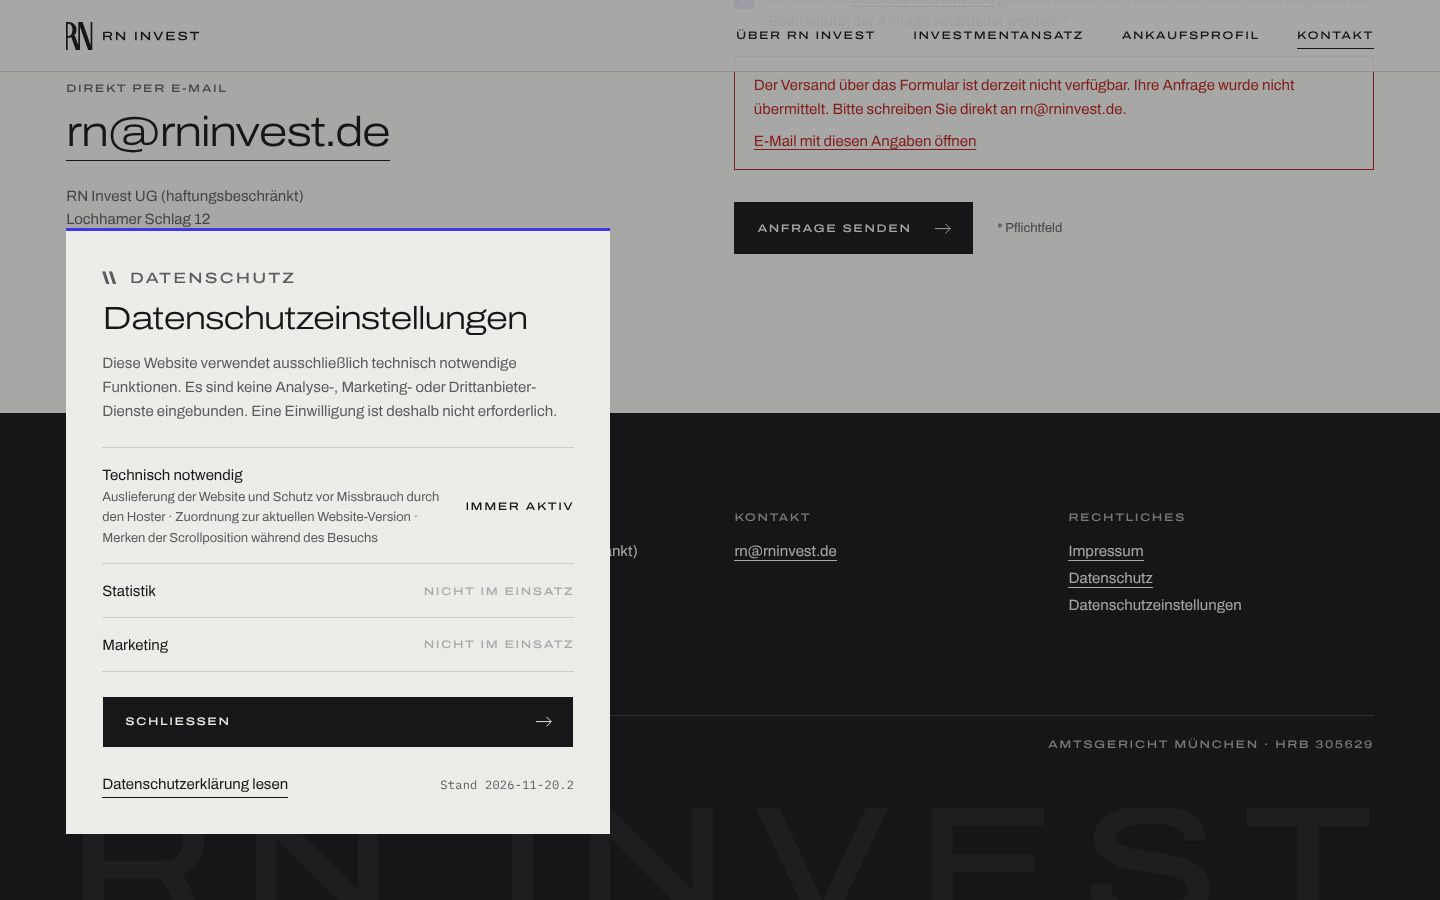 RN INVEST
ÜBER RN INVEST
INVESTMENTANSATZ
ANKAUFSPROFIL
KONTAKT
Bearbeitung der Anfrage verarbeitet werden. *
DIREKT PER E-MAIL
rn@rninvest.de
RN Invest UG (haftungsbeschränkt)
Lochhamer Schlag 12
Der Versand über das Formular ist derzeit nicht verfügbar. Ihre Anfrage wurde nicht
übermittelt. Bitte schreiben Sie direkt an rn@rninvest.de.
E-Mail mit diesen Angaben öffnen
ANFRAGE SENDEN
* Pflichtfeld
DATENSCHUTZ
Datenschutzeinstellungen
Diese Website verwendet ausschließlich technisch notwendige
Funktionen. Es sind keine Analyse-, Marketing- oder Drittanbieter-
Dienste eingebunden. Eine Einwilligung ist deshalb nicht erforderlich.
Technisch notwendig
Auslieferung der Website und Schutz vor Missbrauch durch
den Hoster · Zuordnung zur aktuellen Website-Version ·
Merken der Scrollposition während des Besuchs
IMMER AKTIV
Statistik
NICHT IM EINSATZ
Marketing
NICHT IM EINSATZ
SCHLIESSEN
Datenschutzerklärung lesen
Stand 2026-11-20.2
KONTAKT
rn@rninvest.de
RECHTLICHES
Impressum
Datenschutz
Datenschutzeinstellungen
AMTSGERICHT MÜNCHEN · HRB 305629
RN INVEST